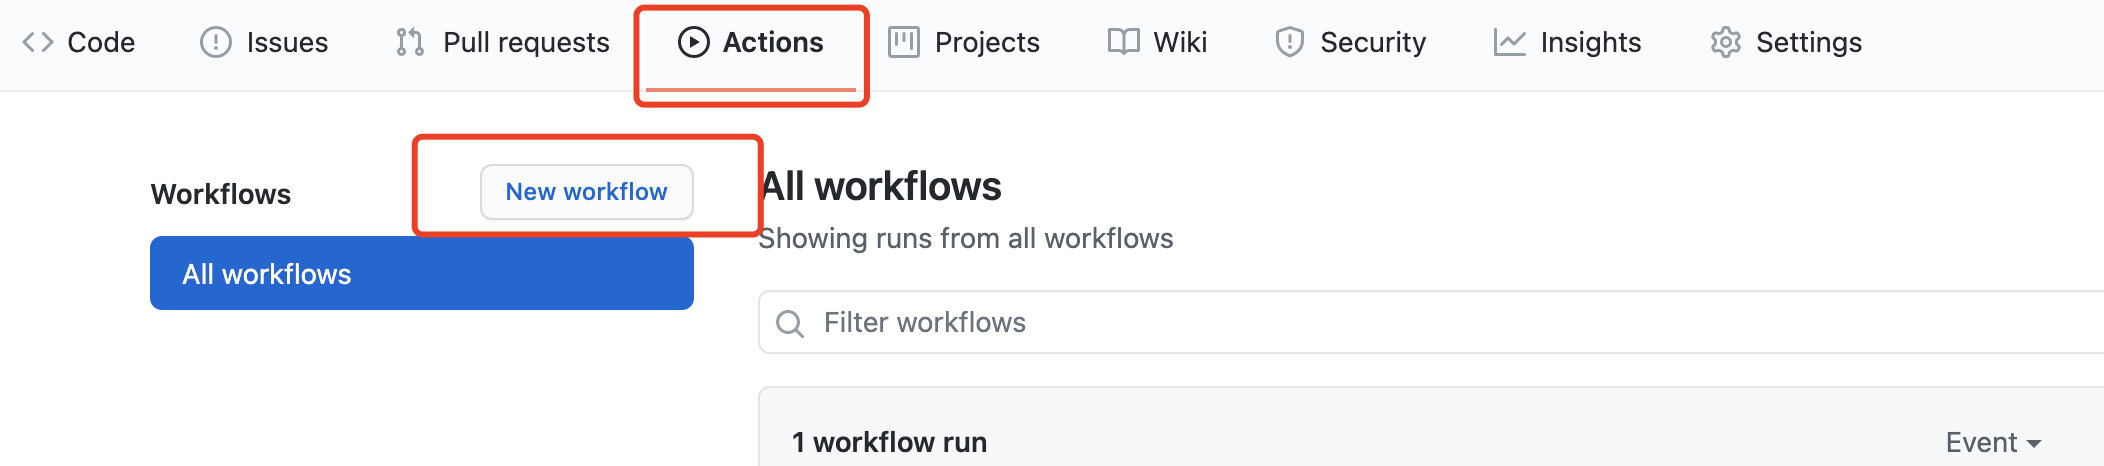 Code Issues Pull requests Actions Projects Wiki Security Insights Settings
Workflows New workflow
All workflows
All workflows
Showing runs from all workflows
Filter workflows
1 workflow run Event